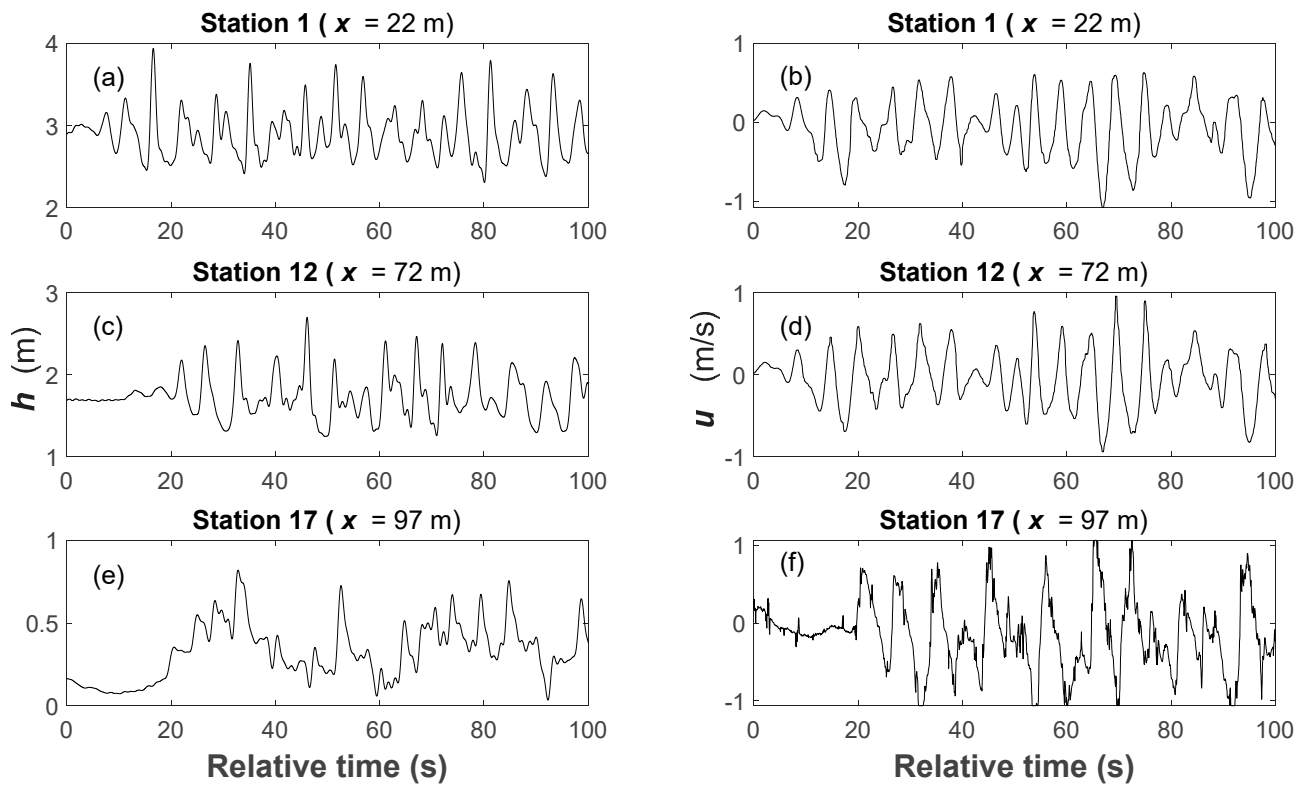 Station 1 ( x = 22 m)
(a)
4
3
2
0 20 40 60 80 100
Station 1 ( x = 22 m)
(b)
1
0
-1
0 20 40 60 80 100
Station 12 ( x = 72 m)
(c)
3
2
1
0 20 40 60 80 100
h (m)
Station 12 ( x = 72 m)
(d)
1
0
-1
0 20 40 60 80 100
u (m/s)
Station 17 ( x = 97 m)
(e)
1
0.5
0
0 20 40 60 80 100
Relative time (s)
Station 17 ( x = 97 m)
(f)
1
0
-1
0 20 40 60 80 100
Relative time (s)